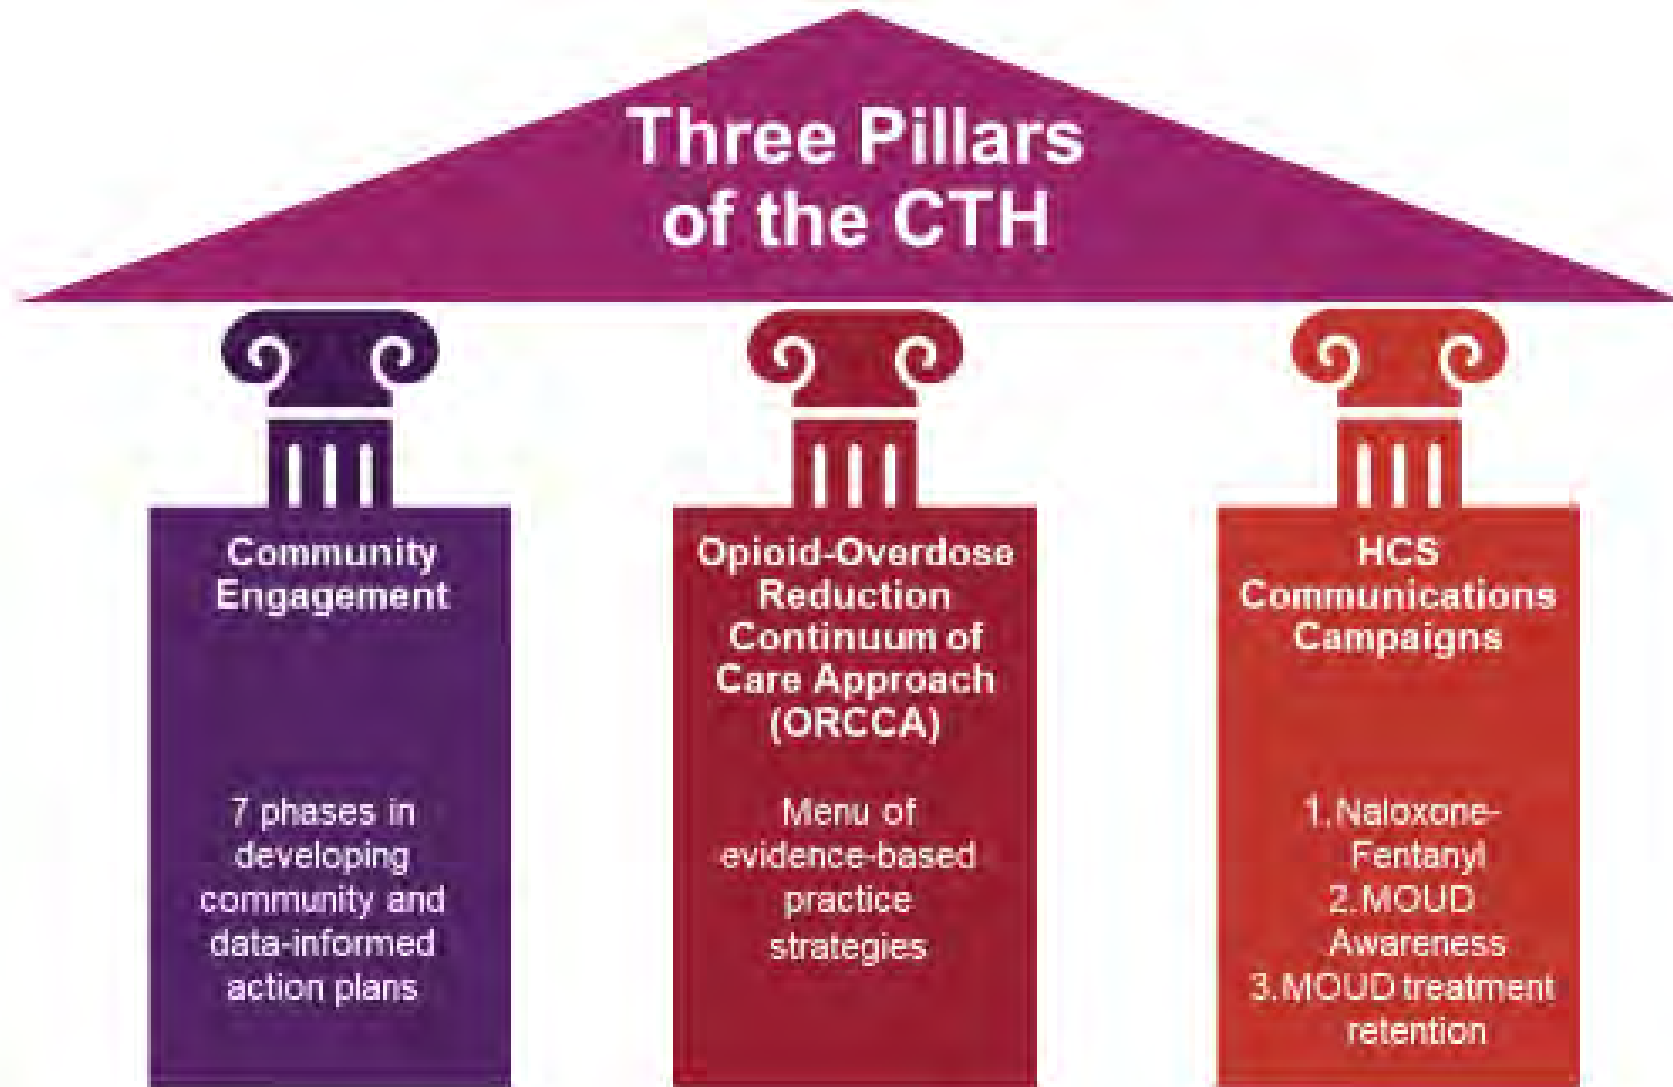 Three Pillars
of the CTH
Community
Engagement
7 phases in
developing
community and
data-informed
action plans
Opioid-Overdose
Reduction
Continuum of
Care Approach
(ORCCA)
Menu of
evidence-based
practice
strategies
HCS
Communications
Campaigns
1.Naloxone-
Fentanyl
2.MOUD
Awareness
3.MOUD treatment
retention